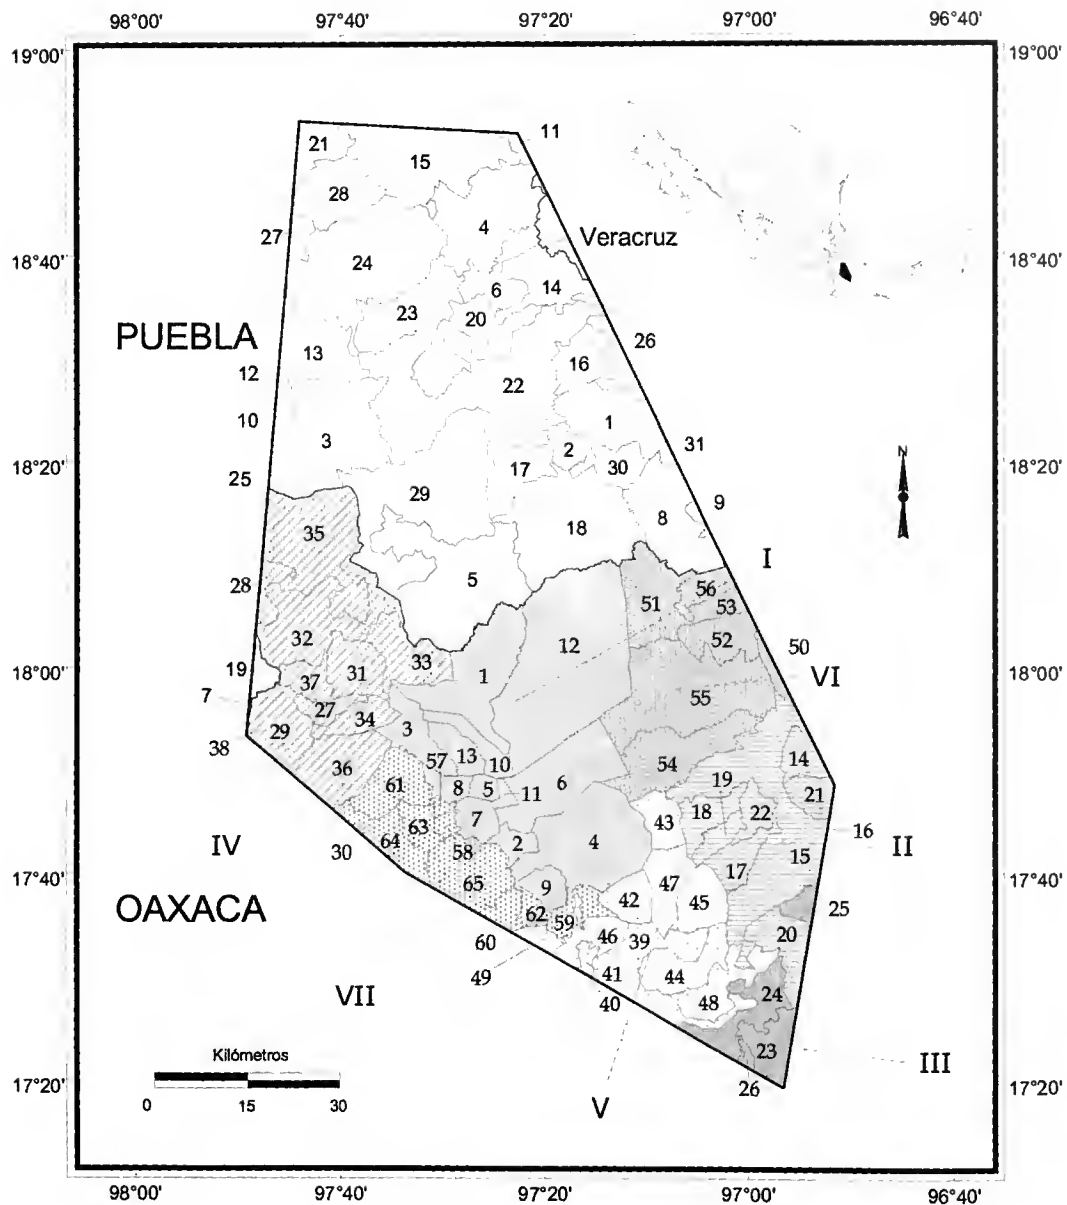 98°00' 97°40' 97°20' 97°00' 96°40'
19°00' 19°00'
11
21
15
28
4
27
Veracruz
18°40' 24 18°40'
6 14
23 20
PUEBLA 26
13
16
12
22
10 1
3 2 31
18°20' 17 30 18°20'
25
29
9
8
18
35
I
28 5
56
51 53
32 12 52 50
18°00' 19 33 18°00'
37 31 1 VI
7 27 55
34 3
29
38 13 14
36 57 10 54
61 6 19
8 5 11 21
18 22
7 43
63 16
IV 64 58 2 4 II
30 15
17
17°40' 65 9 47 17°40'
OAXACA 42 45
62 59 25
60 46 39 20
49 41 44
VII 40 24
48
Kilómetros 23
III
17°20' 26 17°20'
0 15 30
V
N
98°00' 97°40' 97°20' 97°00' 96°40'